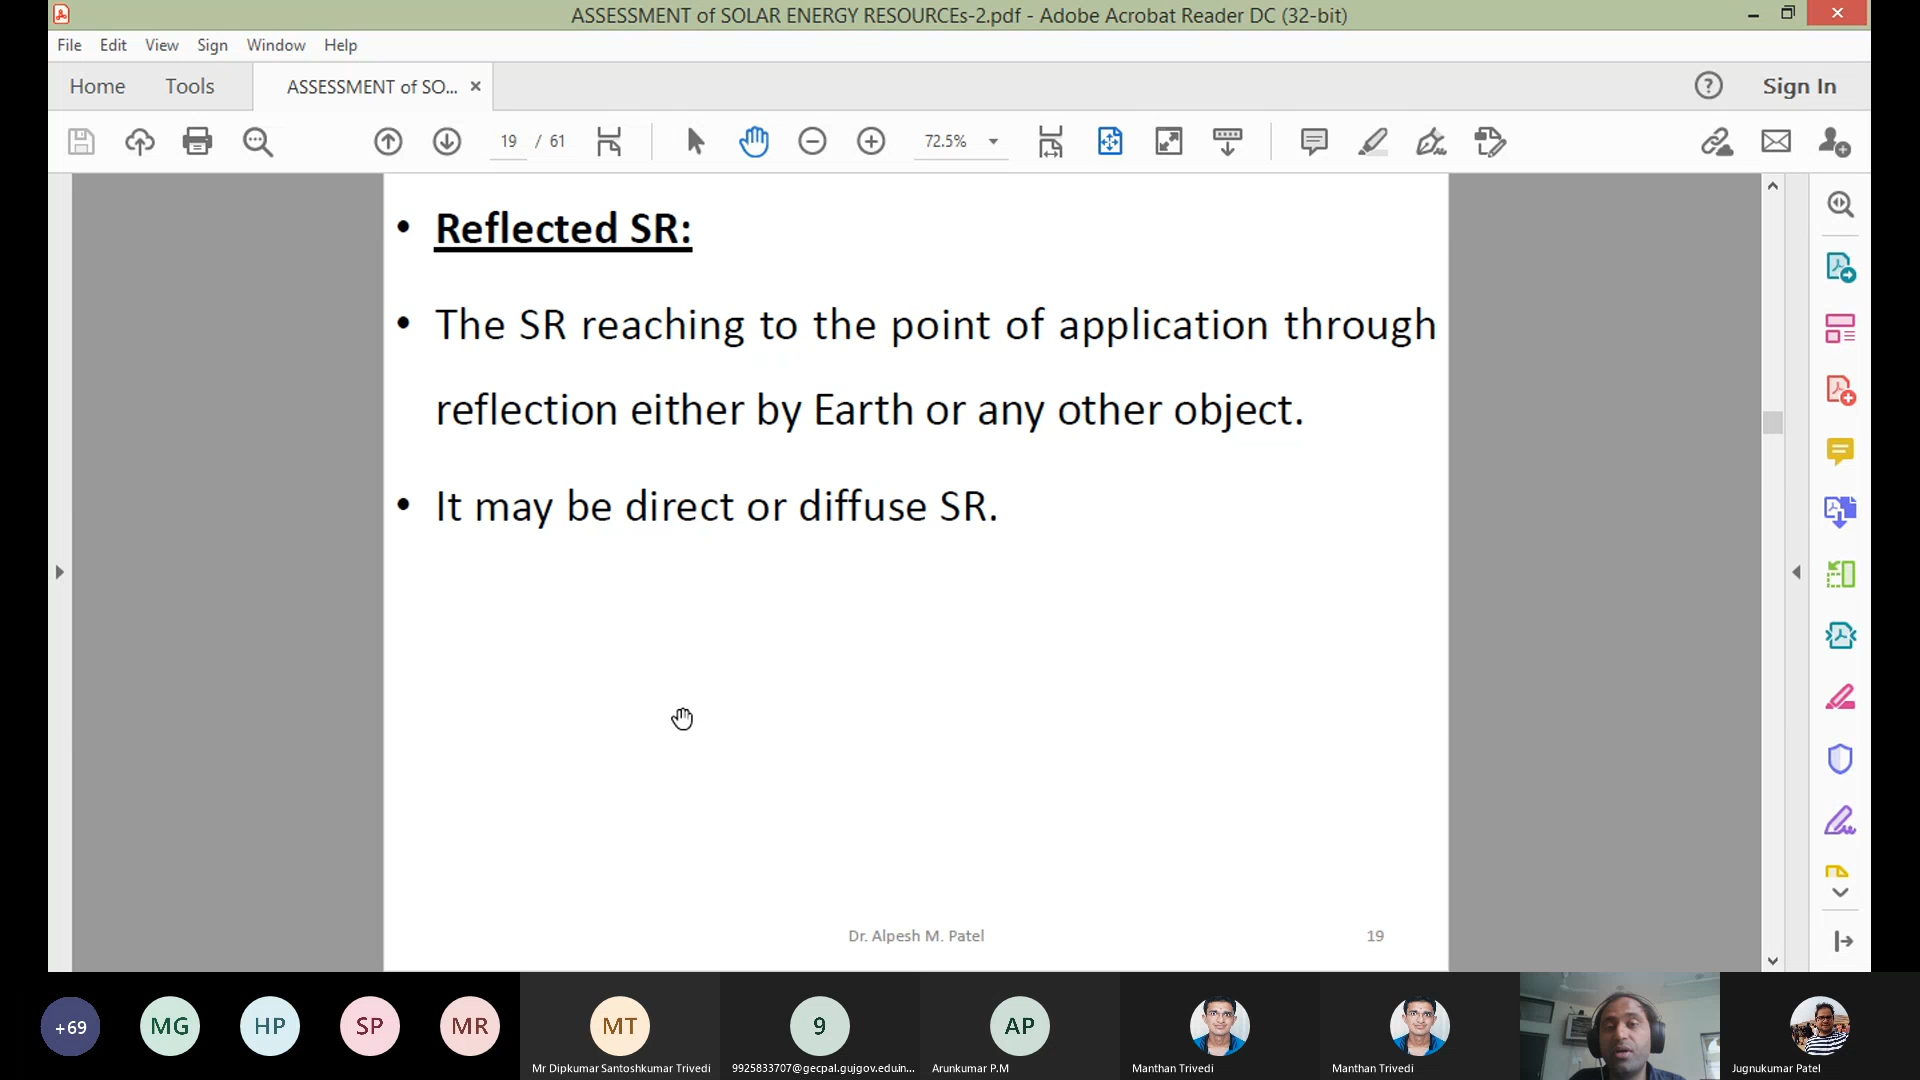 ASSESSMENT of SOLAR ENERGY RESOURCEs-2.pdf - Adobe Acrobat Reader DC (32-bit)
File Edit View Sign Window Help
Home Tools ASSESSMENT of SO... × ? Sign In
19 / 61 72.5%
• Reflected SR:
• The SR reaching to the point of application through
reflection either by Earth or any other object.
• It may be direct or diffuse SR.
Dr. Alpesh M. Patel 19
+69 MG HP SP MR MT 9 AP
Mr Dipkumar Santoshkumar Trivedi 9925833707@gecpal.gujgov.edu.in... Arunkumar P.M Manthan Trivedi Manthan Trivedi Jugnukumar Patel